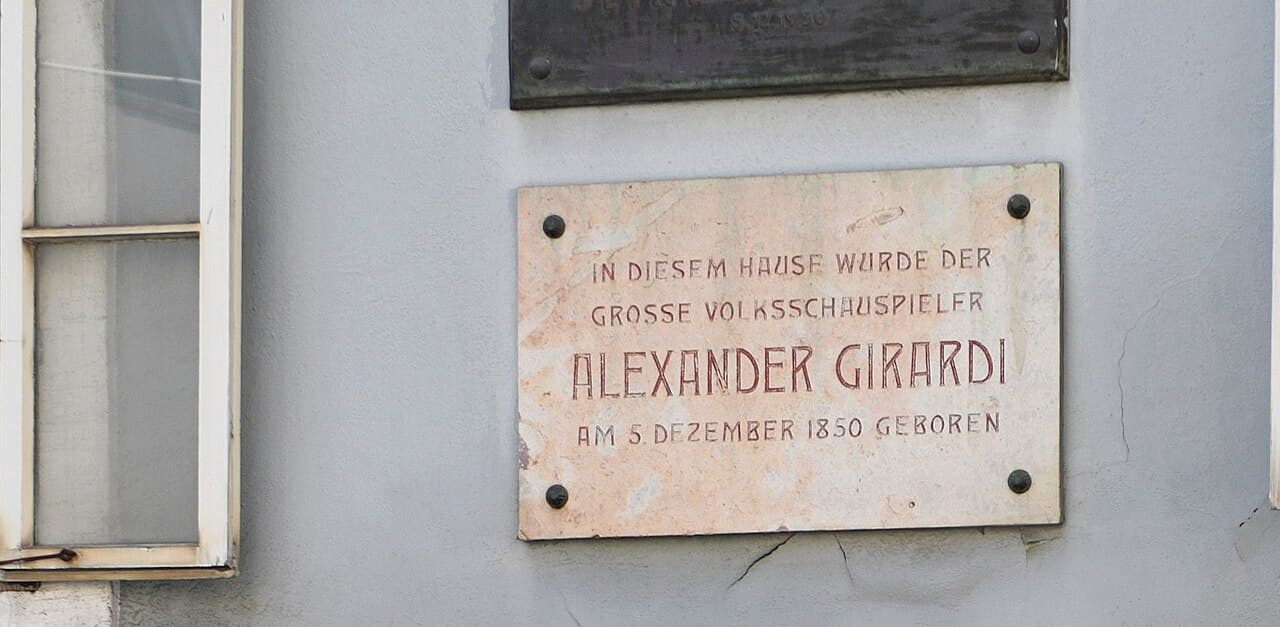 IN DIESEM HAUSE WURDE DER
GROSSE VOLKSSCHAUSPIELER
ALEXANDER GIRARDI
AM 5. DEZEMBER 1850 GEBOREN